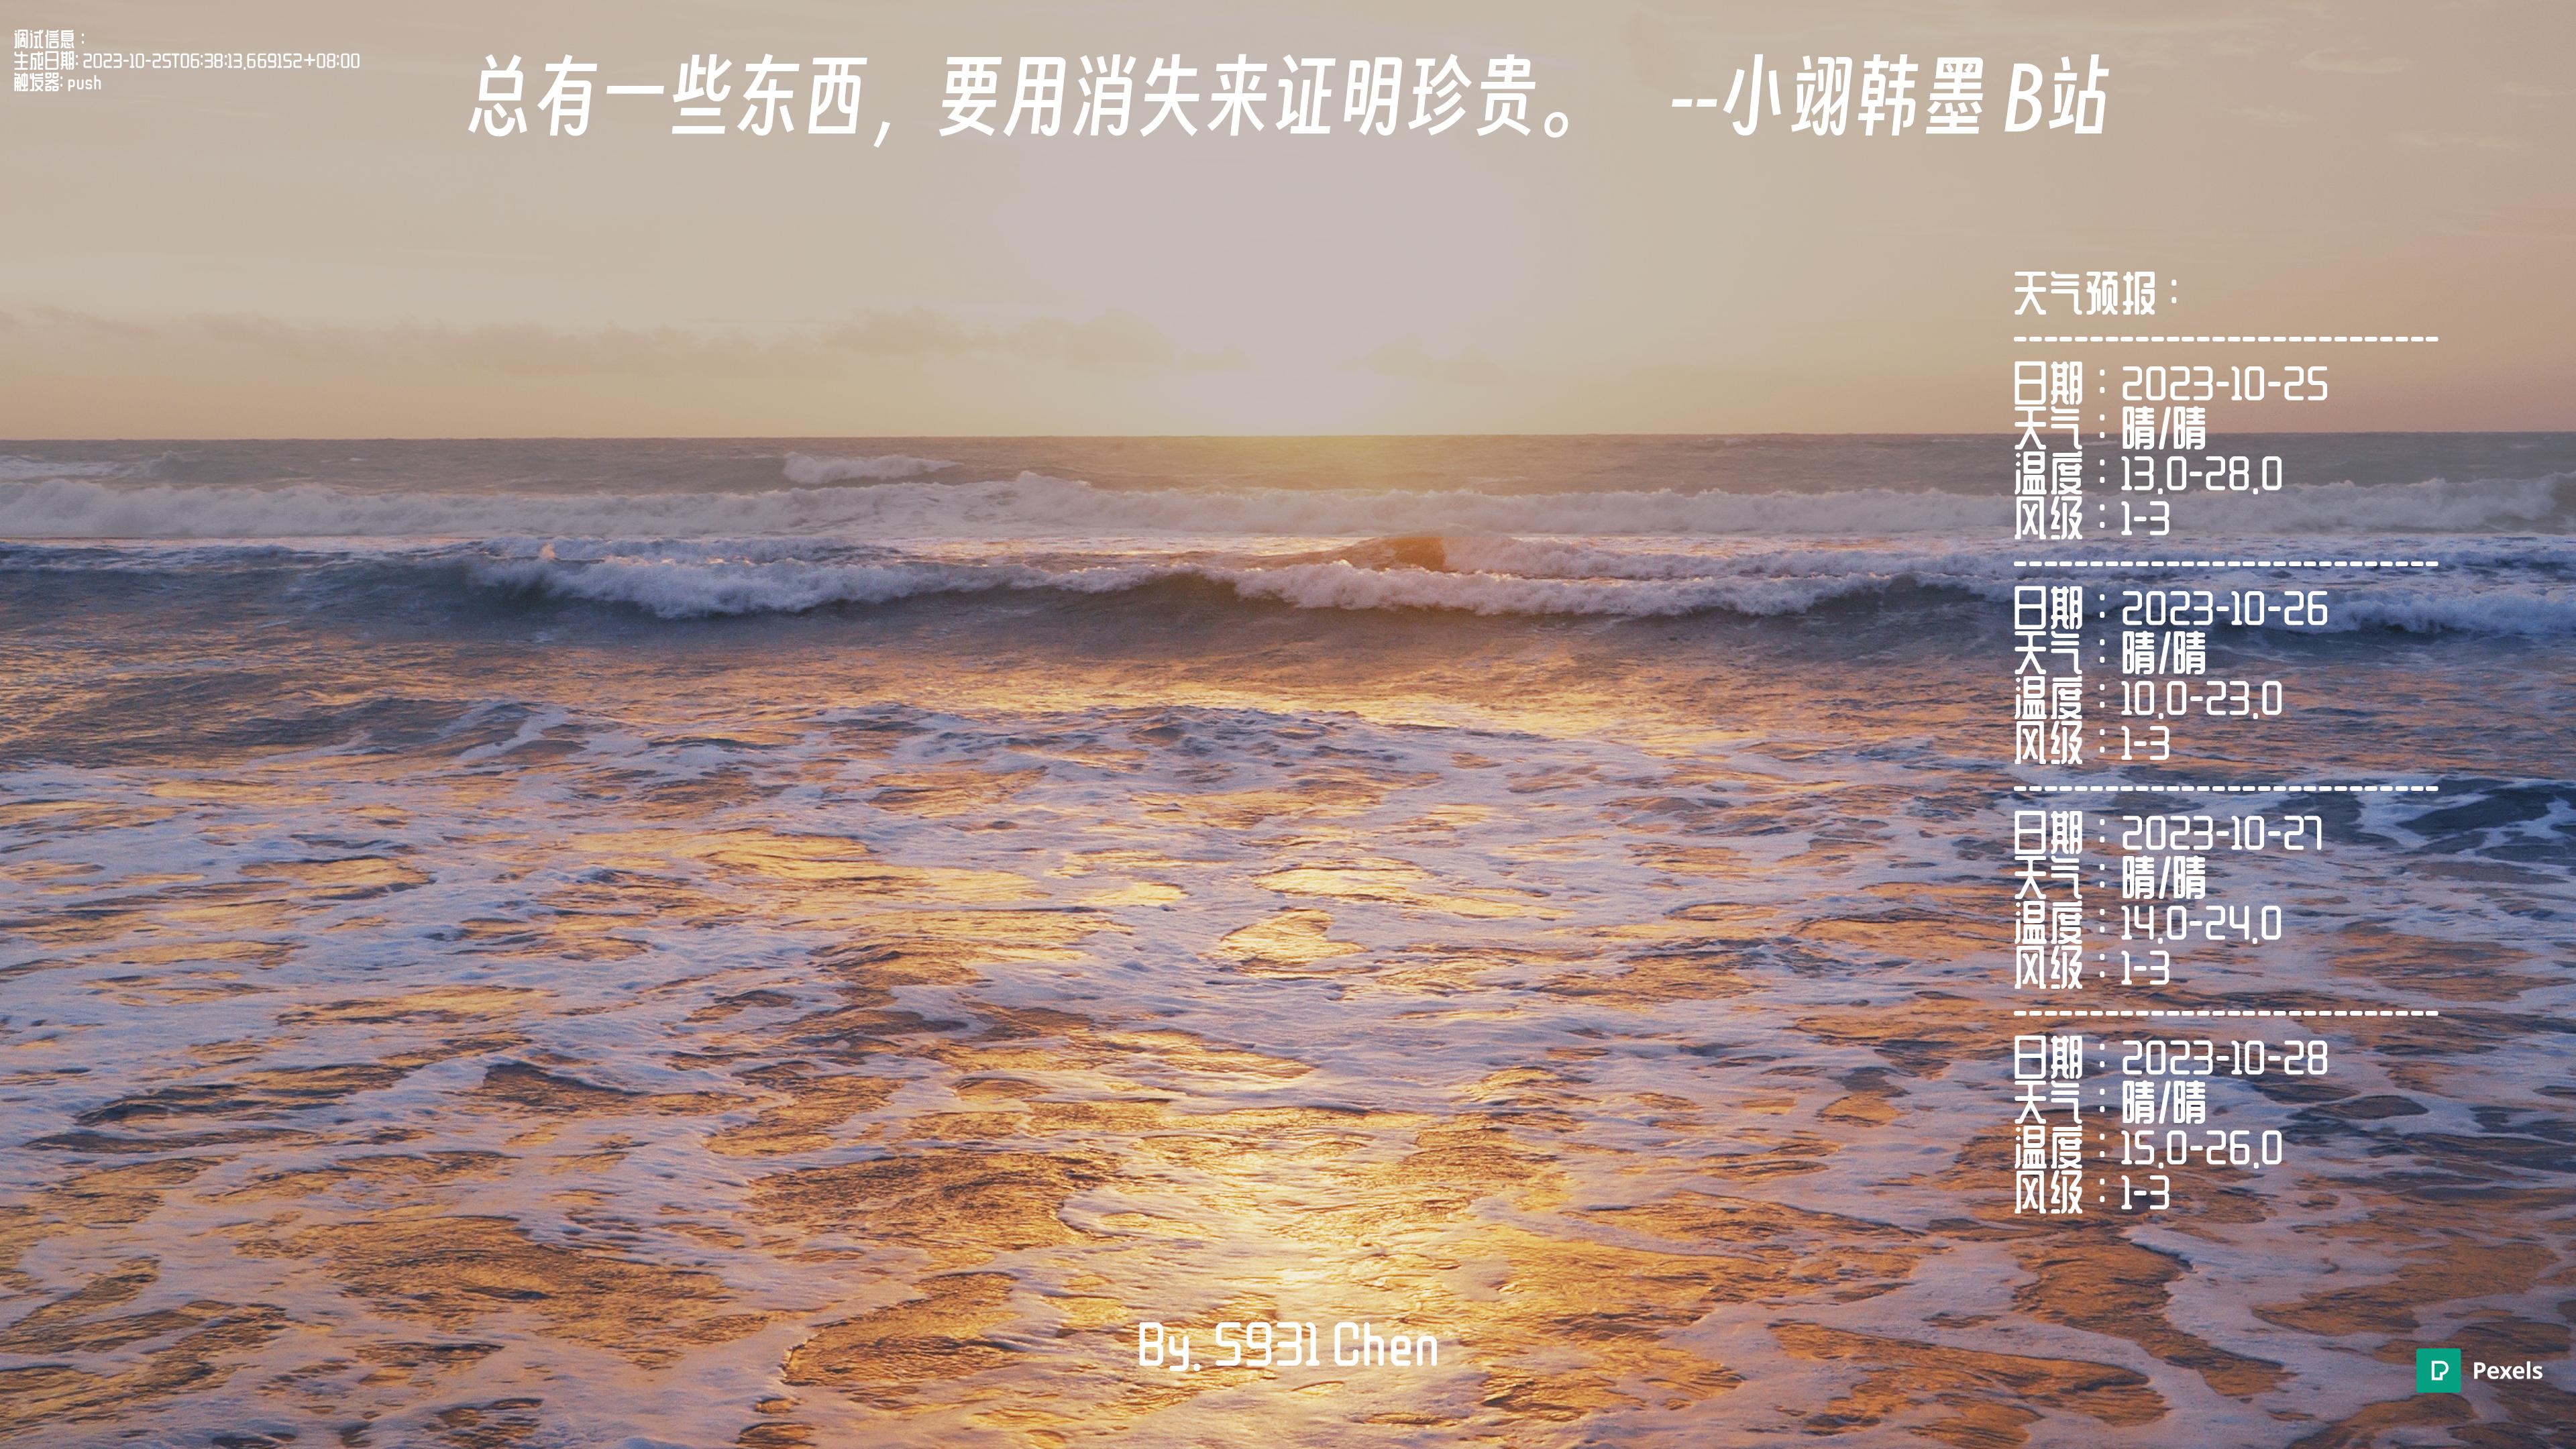 调试信息：
生成日期: 2023-10-25T06:38:13.669152+08:00
触发器: push
总有一些东西，要用消失来证明珍贵。 --小翊韩墨 B站
天气预报：
----------------------------
日期：2023-10-25
天气：晴/晴
温度：13.0-28.0
风级：1-3
----------------------------
日期：2023-10-26
天气：晴/晴
温度：10.0-23.0
风级：1-3
----------------------------
日期：2023-10-27
天气：晴/晴
温度：14.0-24.0
风级：1-3
----------------------------
日期：2023-10-28
天气：晴/晴
温度：15.0-26.0
风级：1-3
By. S931 Chen
Pexels